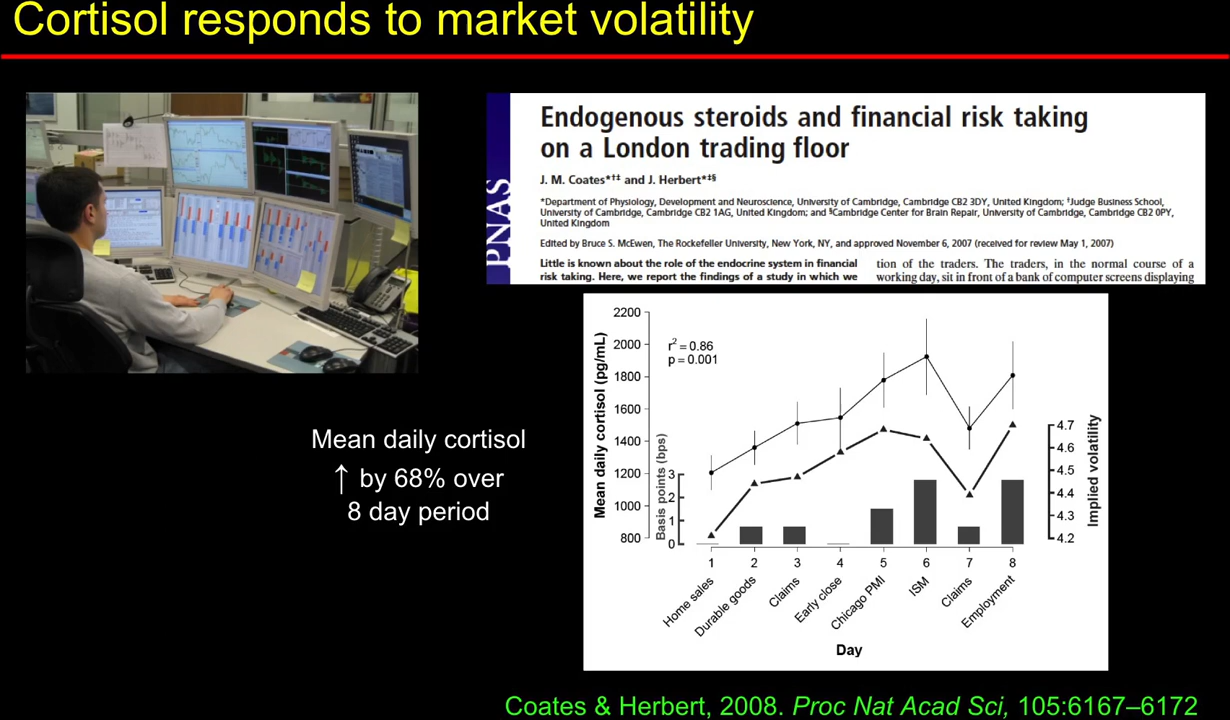 Cortisol responds to market volatility
PNAS
Endogenous steroids and financial risk taking
on a London trading floor
J. M. Coates*†‡ and J. Herbert*‡§
*Department of Physiology, Development and Neuroscience, University of Cambridge, Cambridge CB2 3DY, United Kingdom; †Judge Business School,
University of Cambridge, Cambridge CB2 1AG, United Kingdom; and §Cambridge Center for Brain Repair, University of Cambridge, Cambridge CB2 0PY,
United Kingdom
Edited by Bruce S. McEwen, The Rockefeller University, New York, NY, and approved November 6, 2007 (received for review May 1, 2007)
Little is known about the role of the endocrine system in financial
risk taking. Here, we report the findings of a study in which we
tion of the traders. The traders, in the normal course of a
working day, sit in front of a bank of computer screens displaying
Mean daily cortisol
↑ by 68% over
8 day period
Mean daily cortisol (pg/mL)
2200
2000
1800
1600
1400
1200
1000
800
r² = 0.86
p = 0.001
Basis points (bps)
3
2
1
0
Implied volatility
4.7
4.6
4.5
4.4
4.3
4.2
1 2 3 4 5 6 7 8
Home sales
Durable goods
Claims
Early close
Chicago PMI
ISM
Claims
Employment
Day
Coates & Herbert, 2008. Proc Nat Acad Sci, 105:6167–6172